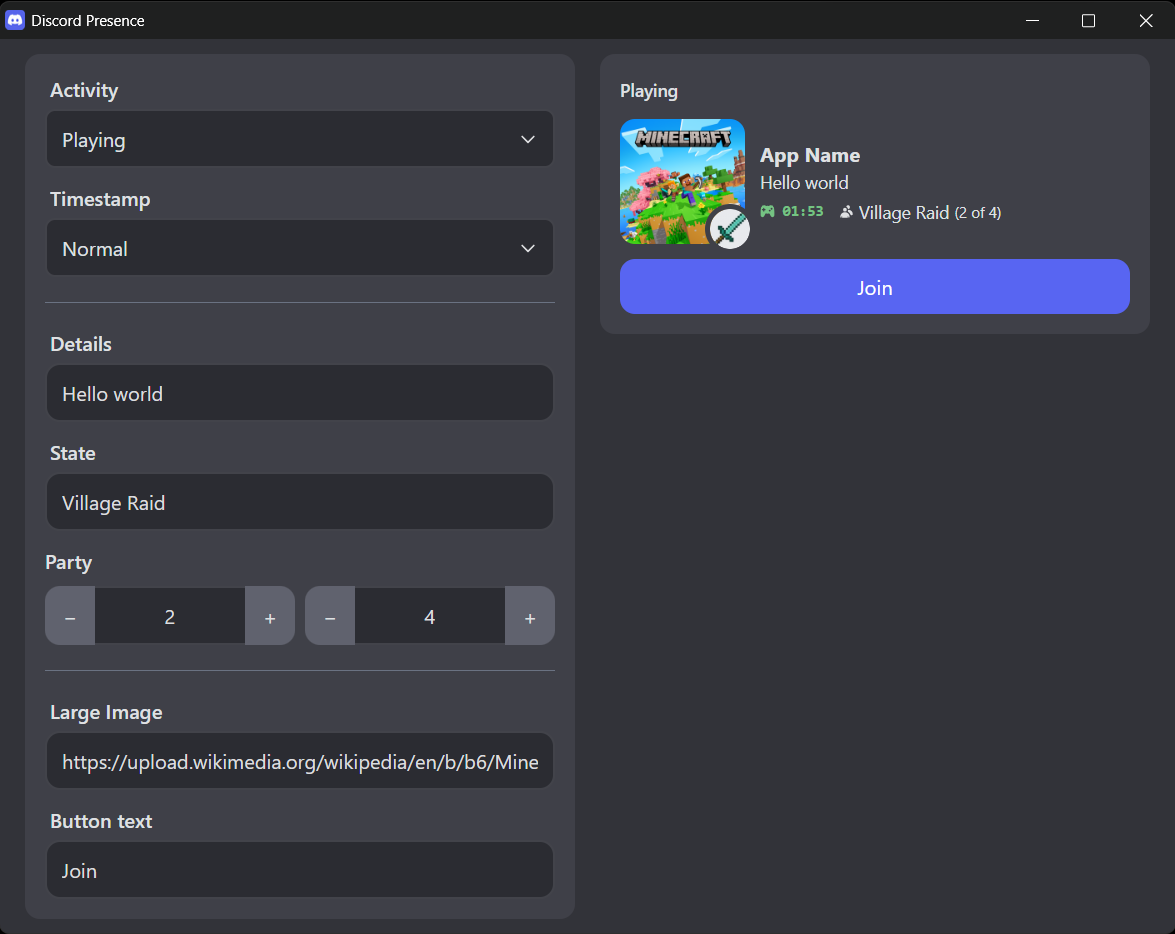 Discord Presence
Activity
Playing
Timestamp
Normal
Details
Hello world
State
Village Raid
Party
− 2 + − 4 +
Large Image
https://upload.wikimedia.org/wikipedia/en/b/b6/Mine
Button text
Join
Playing
MINECRAFT
App Name
Hello world
01:53 Village Raid (2 of 4)
Join